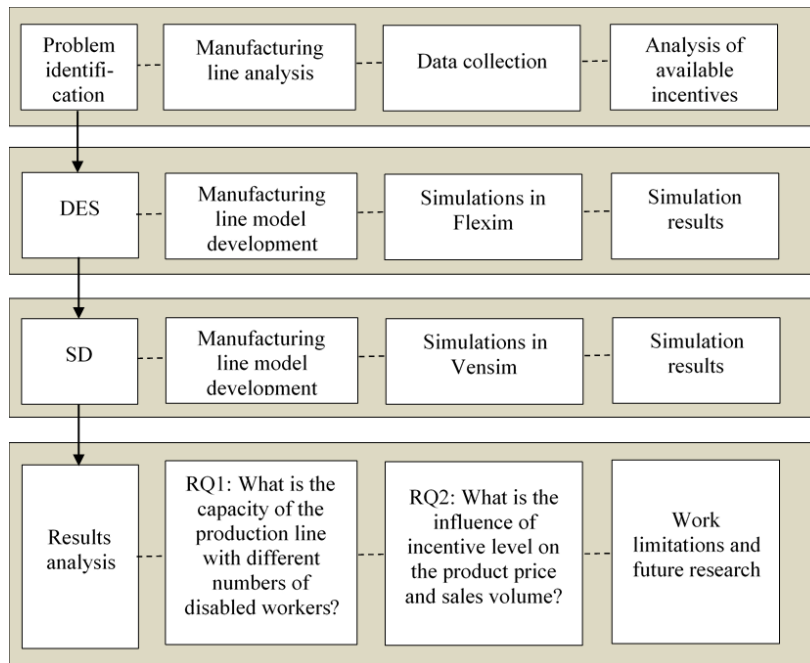 Problem
identifi-
cation
Manufacturing
line analysis
Data collection
Analysis of
available
incentives
DES
Manufacturing
line model
development
Simulations in
Flexim
Simulation
results
SD
Manufacturing
line model
development
Simulations in
Vensim
Simulation
results
Results
analysis
RQ1: What is the
capacity of the
production line
with different
numbers of
disabled workers?
RQ2: What is the
influence of
incentive level on
the product price
and sales volume?
Work
limitations and
future research